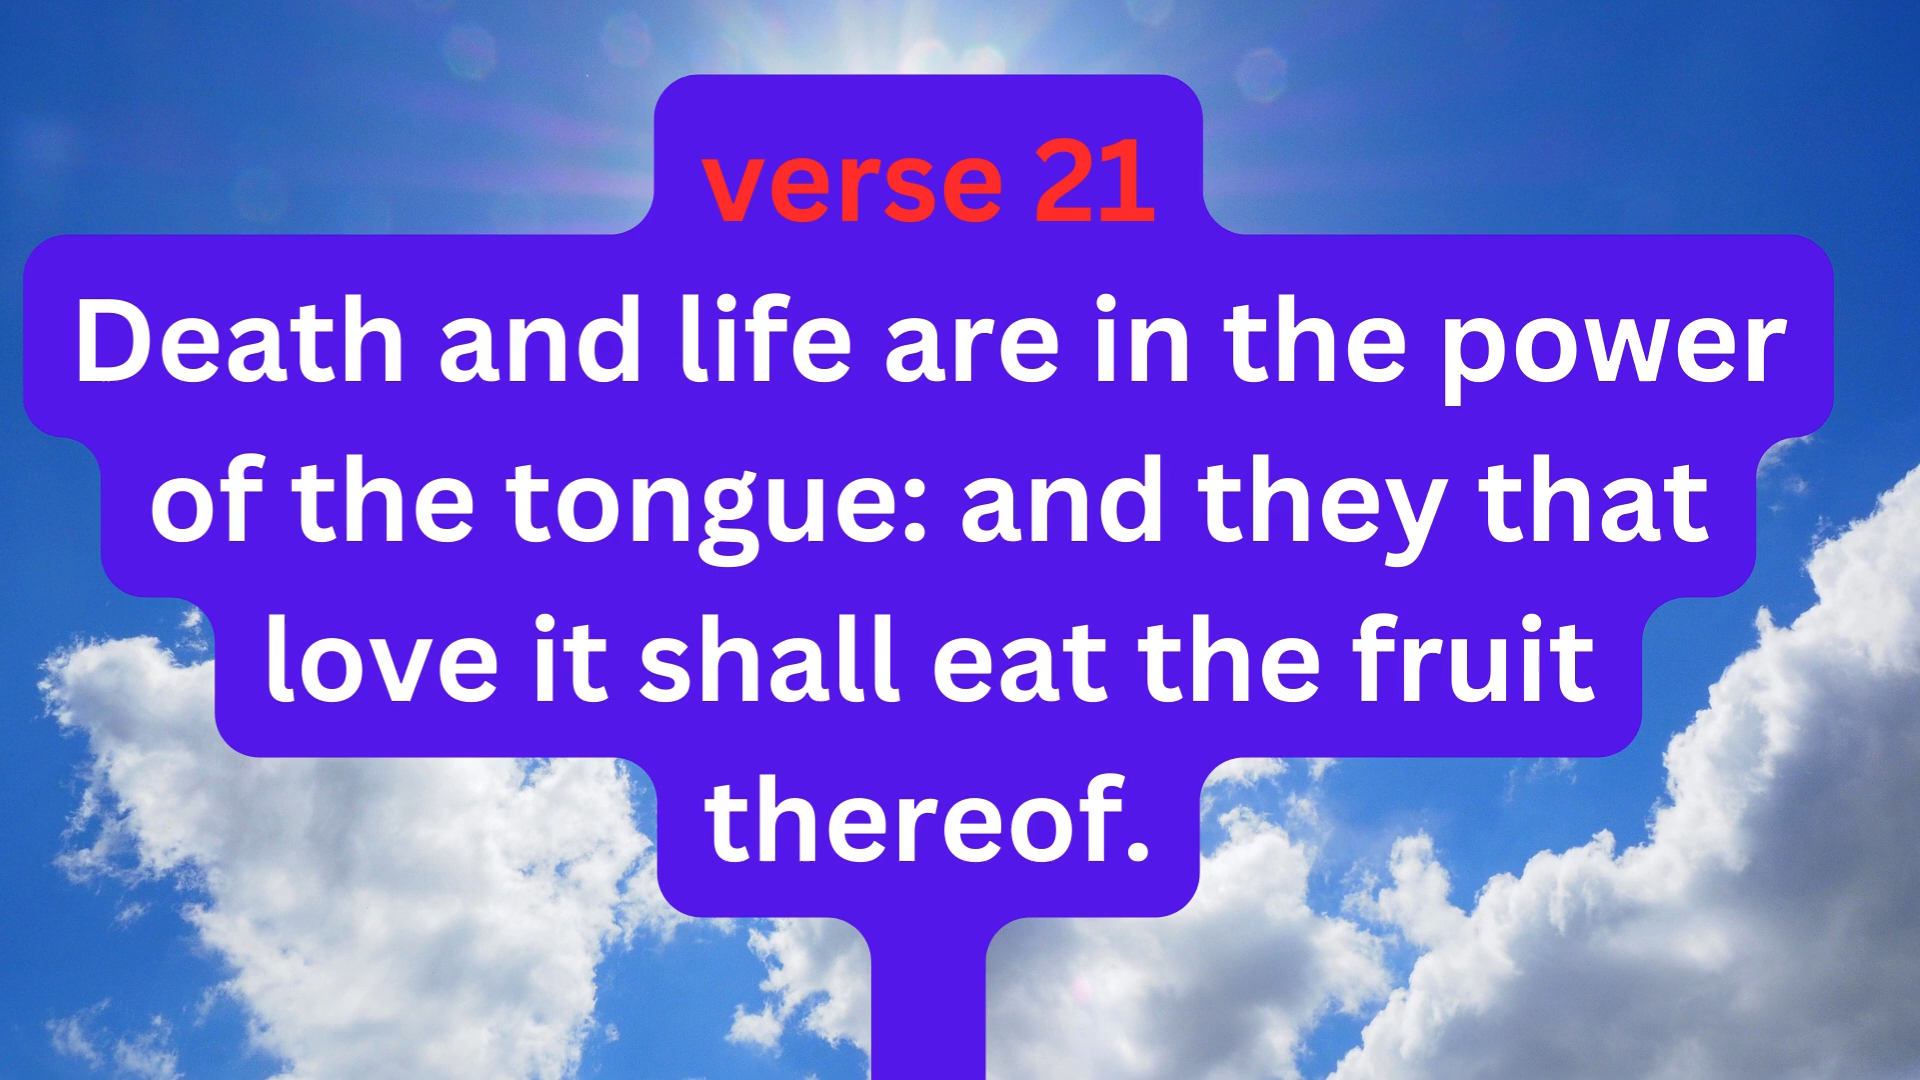 verse 21
Death and life are in the power
of the tongue: and they that
love it shall eat the fruit
thereof.